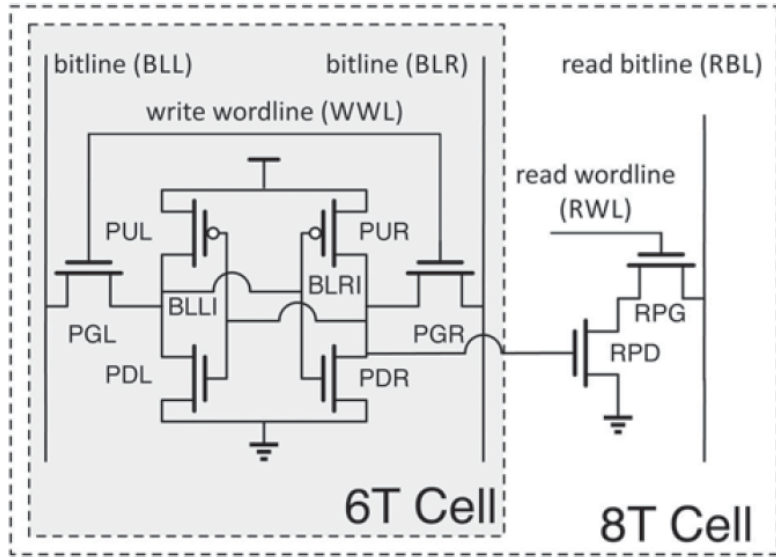 bitline (BLL)
bitline (BLR)
read bitline (RBL)
write wordline (WWL)
read wordline
(RWL)
PUL
PUR
BLLI
BLRI
PGL
PGR
RPG
PDL
PDR
RPD
6T Cell
8T Cell